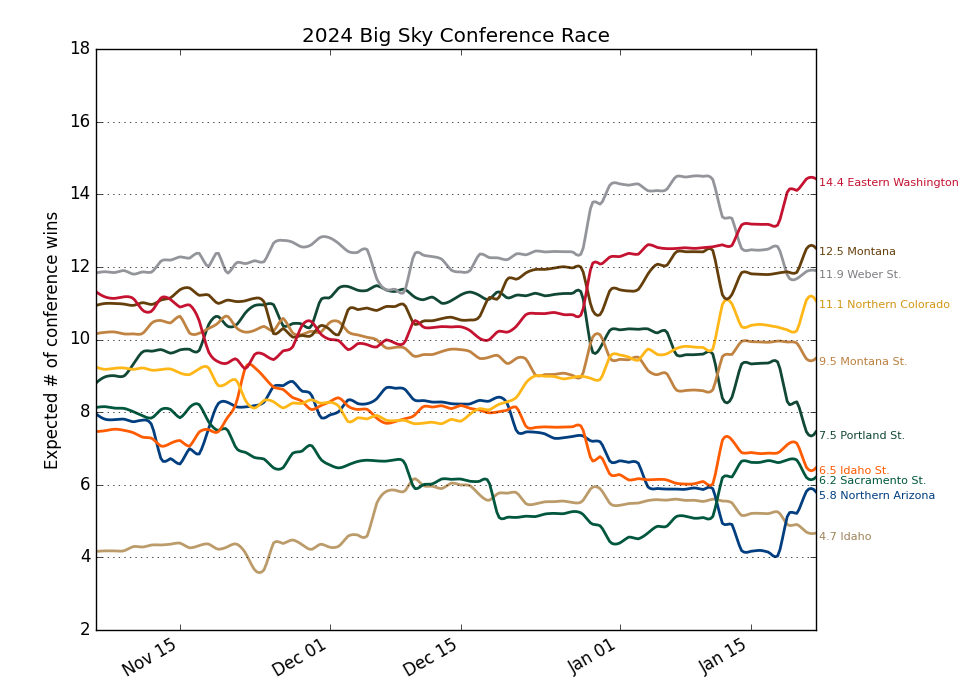 2024 Big Sky Conference Race
Expected # of conference wins
18
16
14
12
10
8
6
4
2
Nov 15
Dec 01
Dec 15
Jan 01
Jan 15
14.4 Eastern Washington
12.5 Montana
11.9 Weber St.
11.1 Northern Colorado
9.5 Montana St.
7.5 Portland St.
6.5 Idaho St.
6.2 Sacramento St.
5.8 Northern Arizona
4.7 Idaho